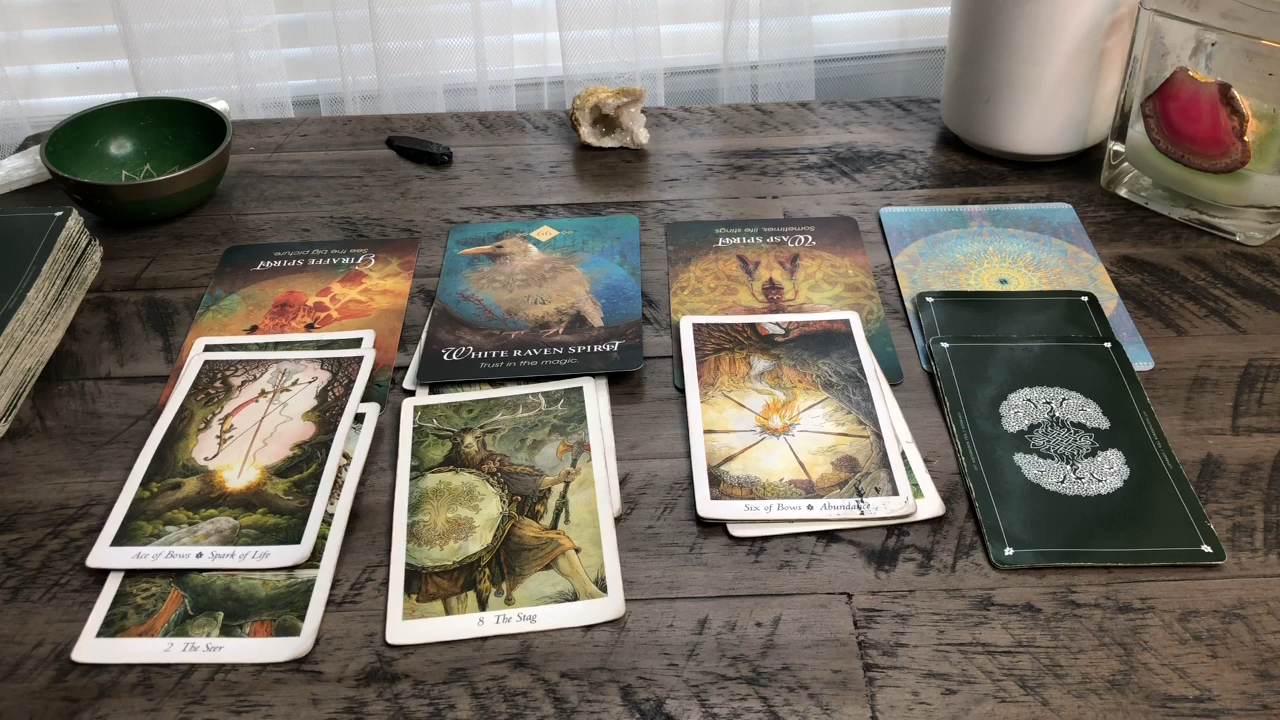 See the big picture.
GIRAFFE SPIRIT
66
WHITE RAVEN SPIRIT
Trust in the magic.
Sometimes, life stings.
WASP SPIRIT
Ace of Bows Spark of Life
2 The Seer
8 The Stag
Six of Bows Abundance